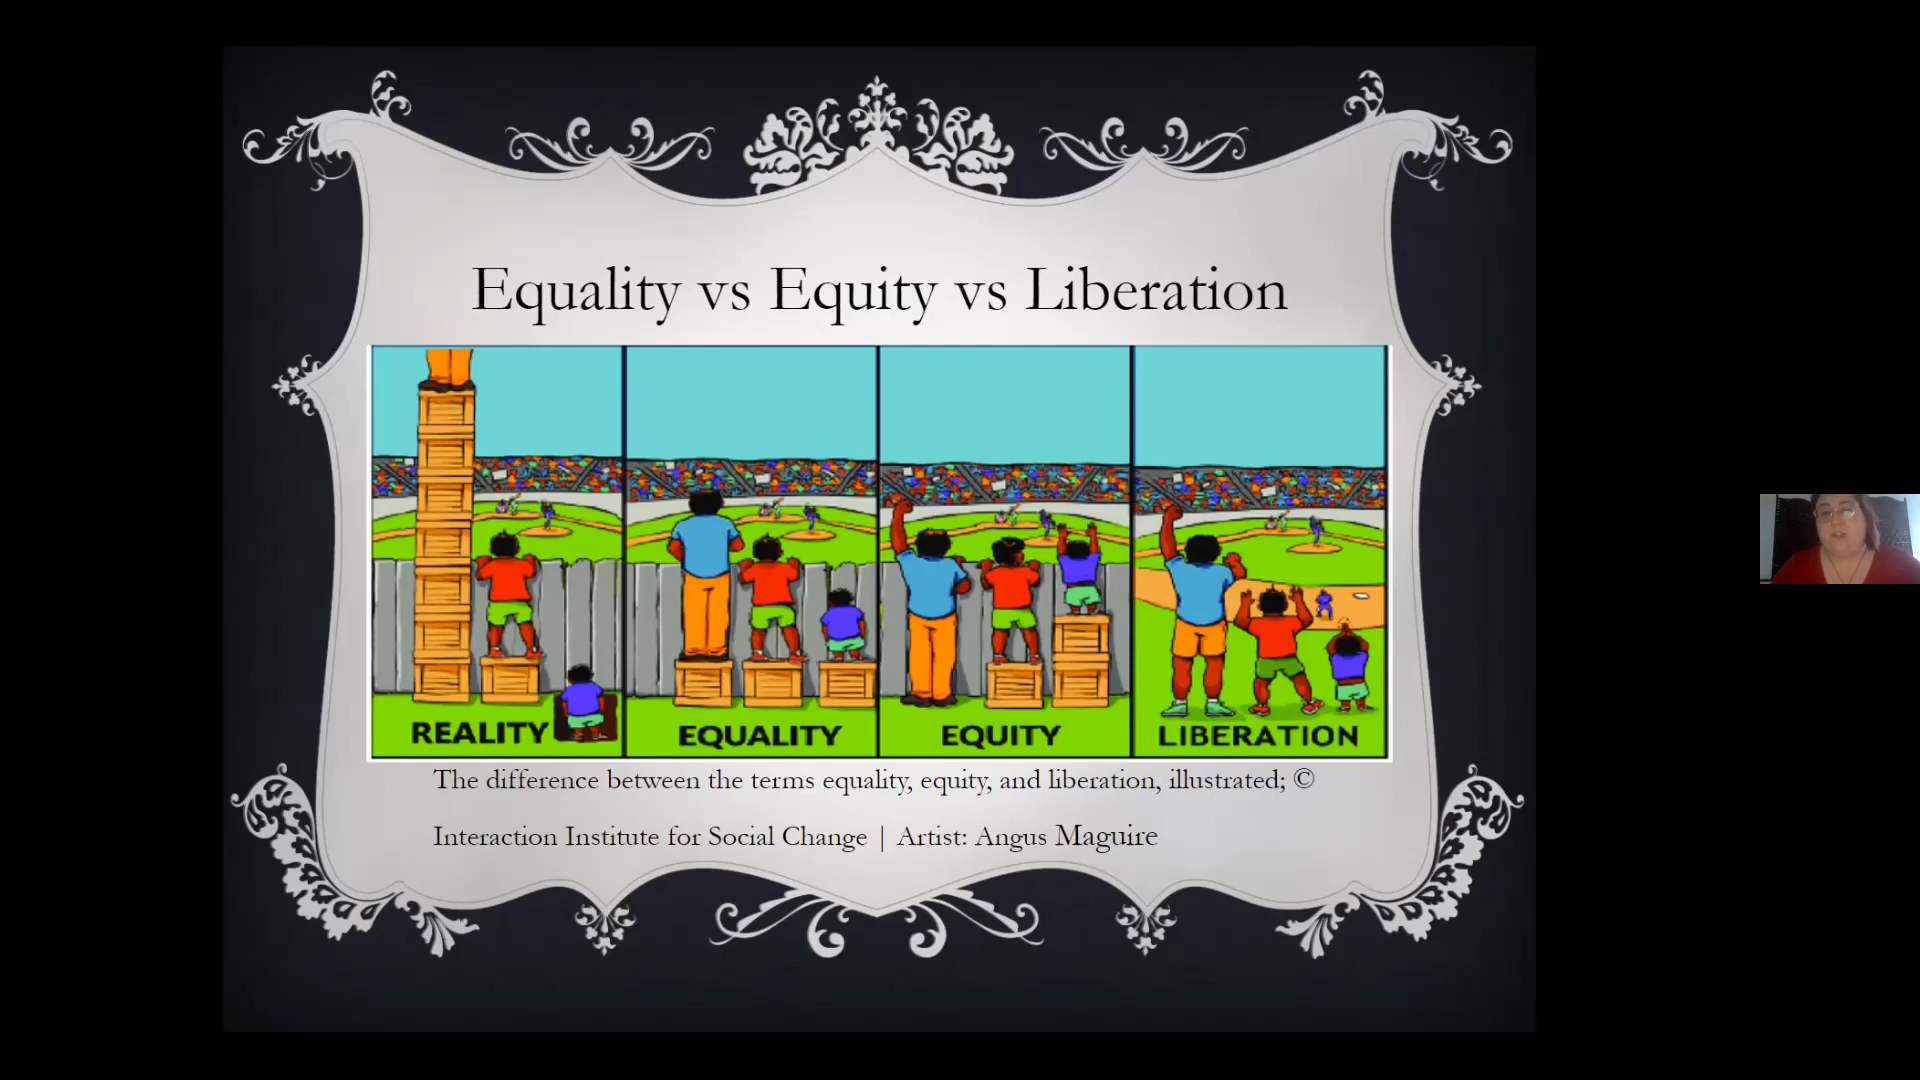 Equality vs Equity vs Liberation
REALITY
EQUALITY
EQUITY
LIBERATION
The difference between the terms equality, equity, and liberation, illustrated; ©
Interaction Institute for Social Change | Artist: Angus Maguire